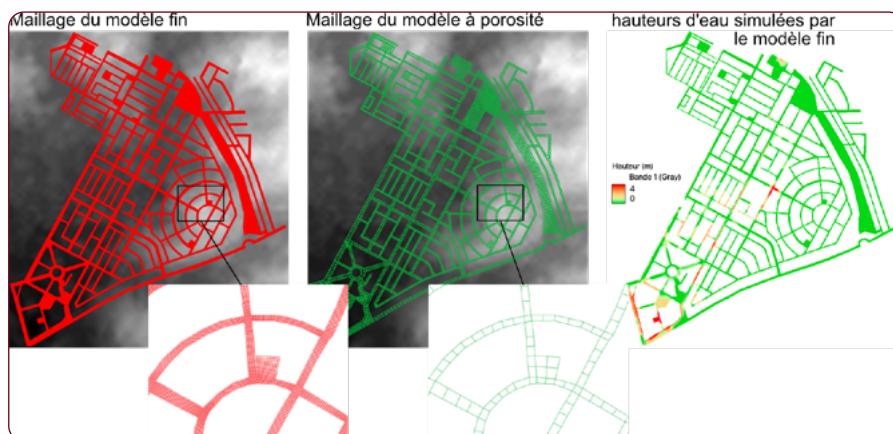 Maillage du modèle fin
Maillage du modèle à porosité
hauteurs d'eau simulées par
le modèle fin
Hauteur (m)
Bande 1 (Gray)
4
0